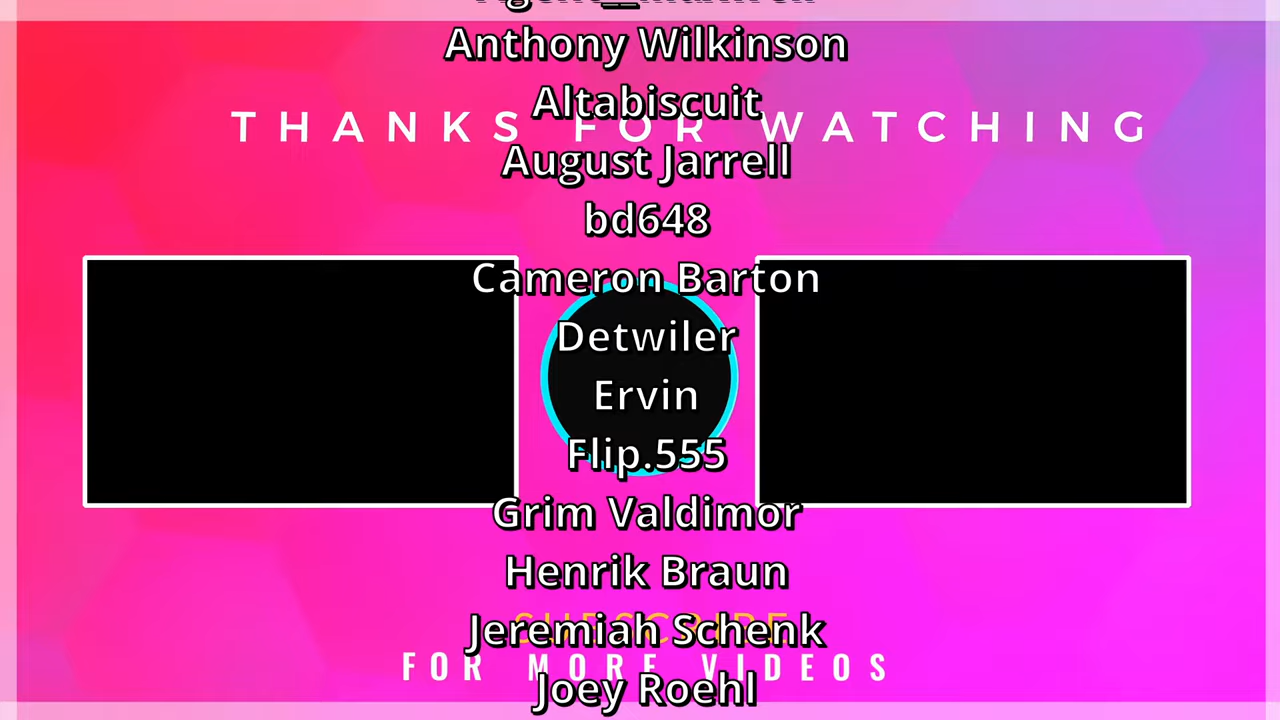 Anthony Wilkinson
Altabiscuit
THANKS FOR WATCHING
August Jarrell
bd648
Cameron Barton
Detwiler
Ervin
Flip.555
Grim Valdimor
Henrik Braun
SUBSCRIBE
Jeremiah Schenk
FOR MORE VIDEOS
Joey Roehl